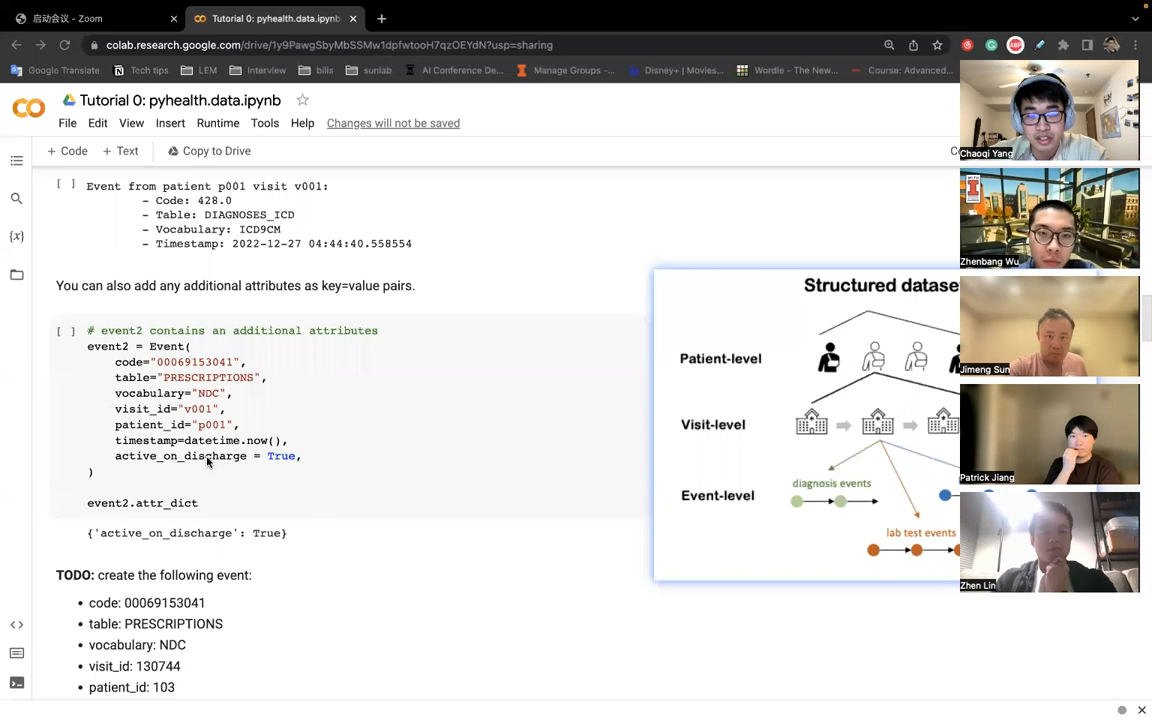 启动会议 - Zoom
Tutorial 0: pyhealth.data.ipynb
colab.research.google.com/drive/1y9PawgSbyMbSSMw1dpfwtooH7qzOEYdN?usp=sharing
Google Translate
Tech tips
LEM
Interview
bills
sunlab
AI Conference De...
Manage Groups -...
Disney+ | Movies...
Wordle - The New...
Course: Advanced...
Tutorial 0: pyhealth.data.ipynb
File Edit View Insert Runtime Tools Help Changes will not be saved
+ Code + Text Copy to Drive
[ ] Event from patient p001 visit v001:
- Code: 428.0
- Table: DIAGNOSES_ICD
- Vocabulary: ICD9CM
- Timestamp: 2022-12-27 04:44:40.558554
You can also add any additional attributes as key=value pairs.
[ ] # event2 contains an additional attributes
event2 = Event(
code="00069153041",
table="PRESCRIPTIONS",
vocabulary="NDC",
visit_id="v001",
patient_id="p001",
timestamp=datetime.now(),
active_on_discharge = True,
)
event2.attr_dict
{'active_on_discharge': True}
TODO: create the following event:
• code: 00069153041
• table: PRESCRIPTIONS
• vocabulary: NDC
• visit_id: 130744
• patient_id: 103
Structured datase
Patient-level
Visit-level
Event-level
diagnosis events
lab test events
Chaoqi Yang
Zhenbang Wu
Jimeng Sun
Patrick Jiang
Zhen Lin